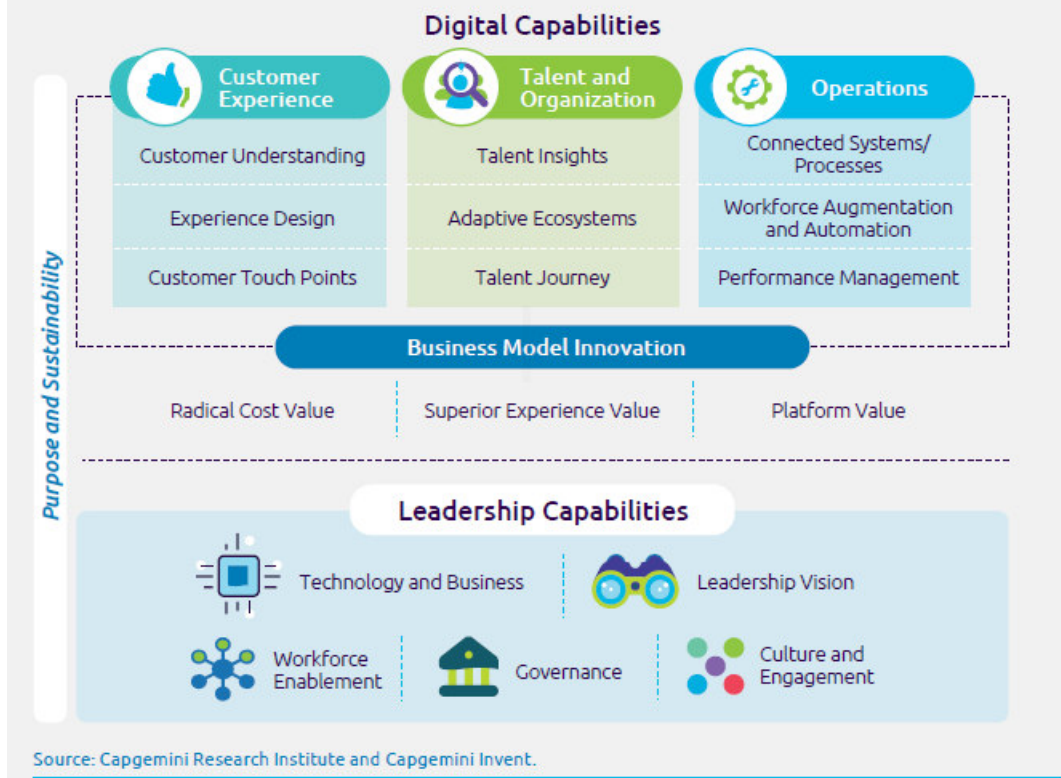 Digital Capabilities
Customer
Experience
Talent and
Organization
Operations
Customer Understanding
Talent Insights
Connected Systems/
Processes
Experience Design
Adaptive Ecosystems
Workforce Augmentation
and Automation
Customer Touch Points
Talent Journey
Performance Management
Purpose and Sustainability
Business Model Innovation
Radical Cost Value
Superior Experience Value
Platform Value
Leadership Capabilities
Technology and Business
Leadership Vision
Workforce
Enablement
Governance
Culture and
Engagement
Source: Capgemini Research Institute and Capgemini Invent.